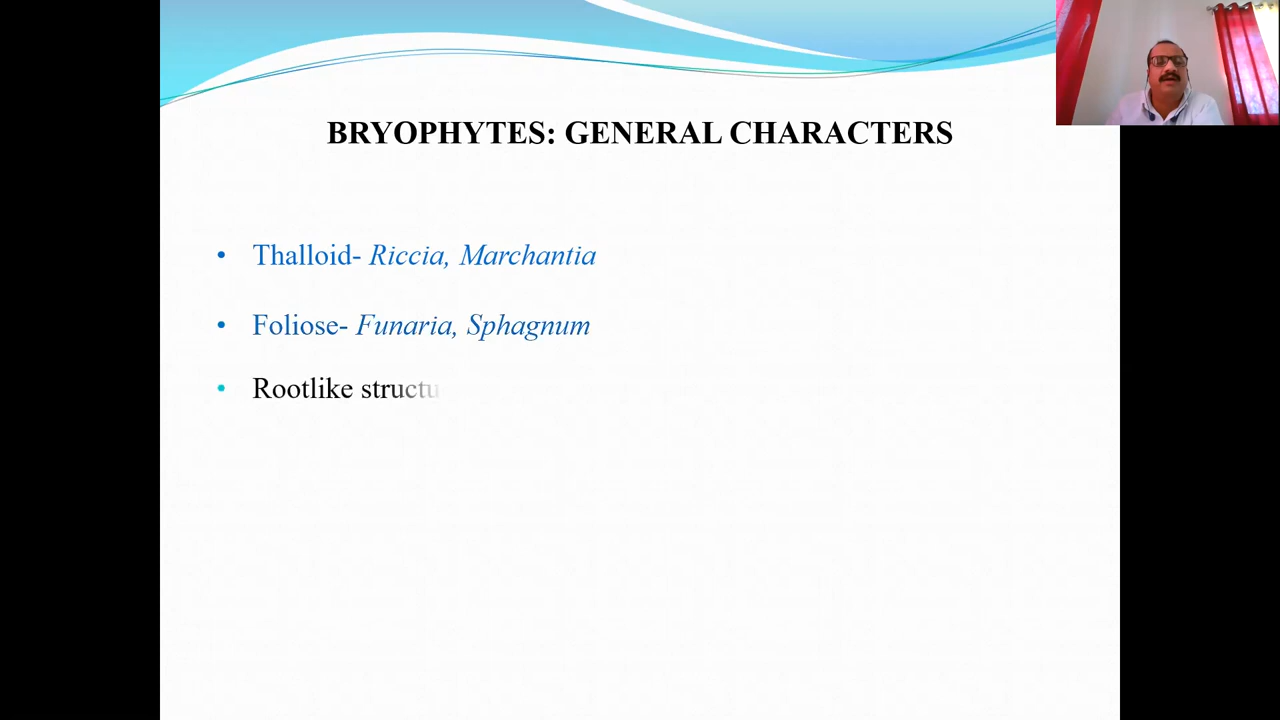 BRYOPHYTES: GENERAL CHARACTERS
• Thalloid- Riccia, Marchantia
• Foliose- Funaria, Sphagnum
• Rootlike structu